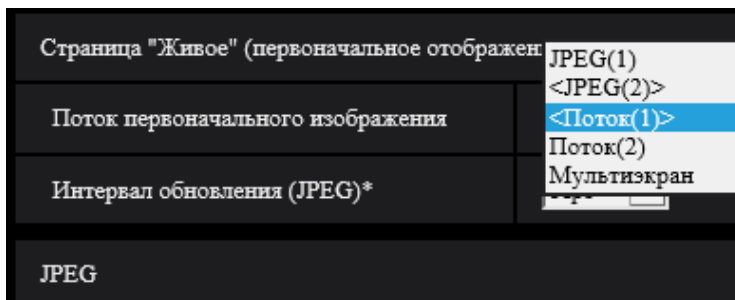 Страница "Живое" (первоначальное отображен
JPEG(1)
<JPEG(2)>
Поток первоначального изображения
<Поток(1)>
Поток(2)
Мультиэкран
Интервал обновления (JPEG)*
JPEG